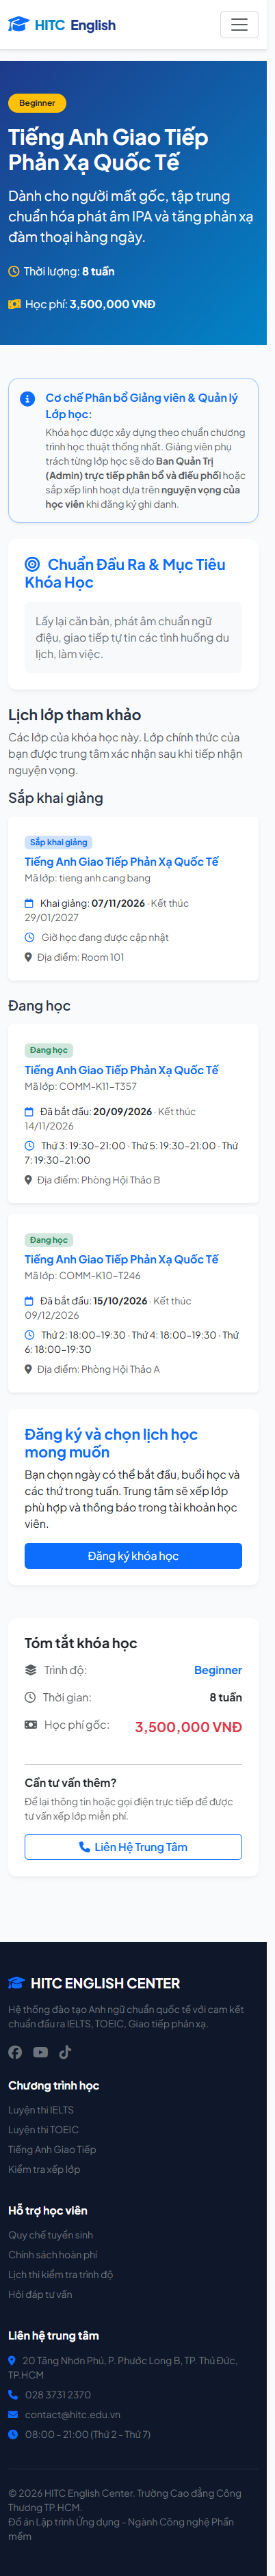 HITC English
Beginner
Tiếng Anh Giao Tiếp
Phản Xạ Quốc Tế
Dành cho người mất gốc, tập trung
chuẩn hóa phát âm IPA và tăng phản xạ
đàm thoại hàng ngày.
Thời lượng: 8 tuần
Học phí: 3,500,000 VNĐ
Cơ chế Phân bổ Giảng viên & Quản lý
Lớp học:
Khóa học được xây dựng theo chuẩn chương
trình học thuật thống nhất. Giảng viên phụ
trách từng lớp học sẽ do Ban Quản Trị
(Admin) trực tiếp phân bổ và điều phối hoặc
sắp xếp linh hoạt dựa trên nguyện vọng của
học viên khi đăng ký ghi danh.
Chuẩn Đầu Ra & Mục Tiêu
Khóa Học
Lấy lại căn bản, phát âm chuẩn ngữ
điệu, giao tiếp tự tin các tình huống du
lịch, làm việc.
Lịch lớp tham khảo
Các lớp của khóa học này. Lớp chính thức của
bạn được trung tâm xác nhận sau khi tiếp nhận
nguyện vọng.
Sắp khai giảng
Sắp khai giảng
Tiếng Anh Giao Tiếp Phản Xạ Quốc Tế
Mã lớp: tieng anh cang bang
Khai giảng: 07/11/2026 · Kết thúc
29/01/2027
Giờ học đang được cập nhật
Địa điểm: Room 101
Đang học
Đang học
Tiếng Anh Giao Tiếp Phản Xạ Quốc Tế
Mã lớp: COMM-K11-T357
Đã bắt đầu: 20/09/2026 · Kết thúc
14/11/2026
Thứ 3: 19:30–21:00 · Thứ 5: 19:30–21:00 · Thứ
7: 19:30–21:00
Địa điểm: Phòng Hội Thảo B
Đang học
Tiếng Anh Giao Tiếp Phản Xạ Quốc Tế
Mã lớp: COMM-K10-T246
Đã bắt đầu: 15/10/2026 · Kết thúc
09/12/2026
Thứ 2: 18:00–19:30 · Thứ 4: 18:00–19:30 · Thứ
6: 18:00–19:30
Địa điểm: Phòng Hội Thảo A
Đăng ký và chọn lịch học
mong muốn
Bạn chọn ngày có thể bắt đầu, buổi học và
các thứ trong tuần. Trung tâm sẽ xếp lớp
phù hợp và thông báo trong tài khoản học
viên.
Đăng ký khóa học
Tóm tắt khóa học
Trình độ: Beginner
Thời gian: 8 tuần
Học phí gốc: 3,500,000 VNĐ
Cần tư vấn thêm?
Để lại thông tin hoặc gọi điện trực tiếp để được
tư vấn xếp lớp miễn phí.
Liên Hệ Trung Tâm
HITC ENGLISH CENTER
Hệ thống đào tạo Anh ngữ chuẩn quốc tế với cam kết
chuẩn đầu ra IELTS, TOEIC, Giao tiếp phản xạ.
Chương trình học
Luyện thi IELTS
Luyện thi TOEIC
Tiếng Anh Giao Tiếp
Kiểm tra xếp lớp
Hỗ trợ học viên
Quy chế tuyển sinh
Chính sách hoàn phí
Lịch thi kiểm tra trình độ
Hỏi đáp tư vấn
Liên hệ trung tâm
20 Tăng Nhơn Phú, P. Phước Long B, TP. Thủ Đức,
TP.HCM
028 3731 2370
contact@hitc.edu.vn
08:00 - 21:00 (Thứ 2 - Thứ 7)
© 2026 HITC English Center. Trường Cao đẳng Công
Thương TP.HCM.
Đồ án Lập trình Ứng dụng - Ngành Công nghệ Phần
mềm